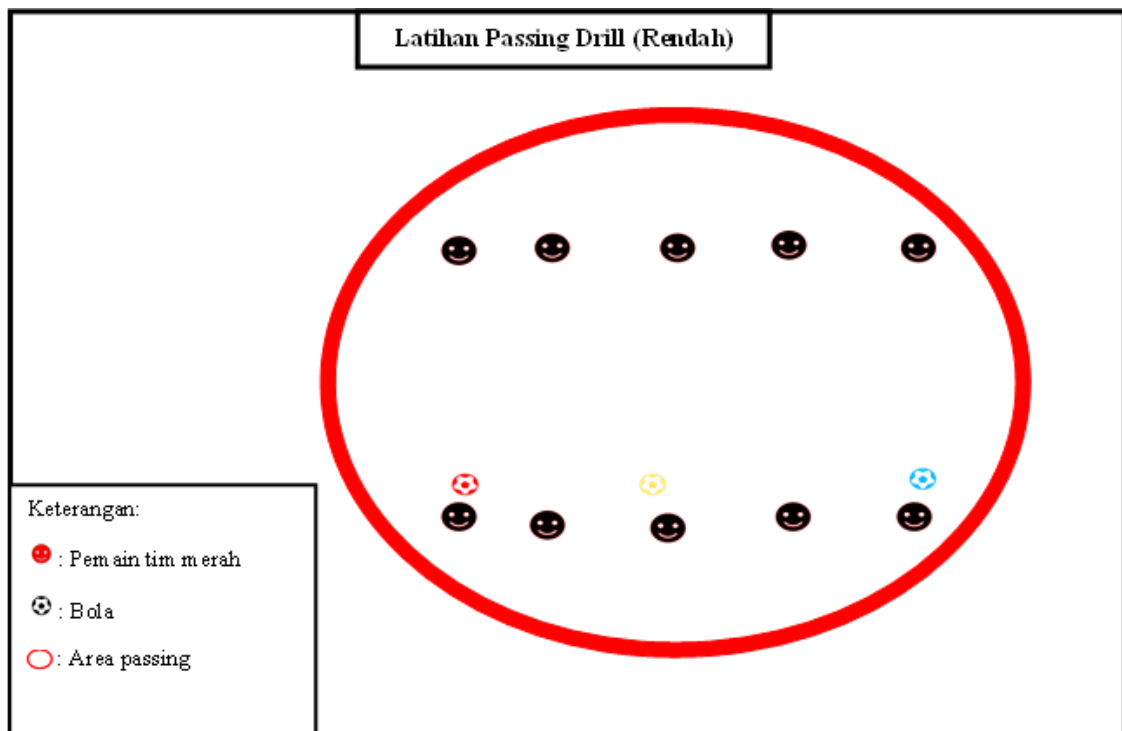 Latihan Passing Drill (Rendah)
Keterangan:
: Pemain tim merah
: Bola
: Area passing